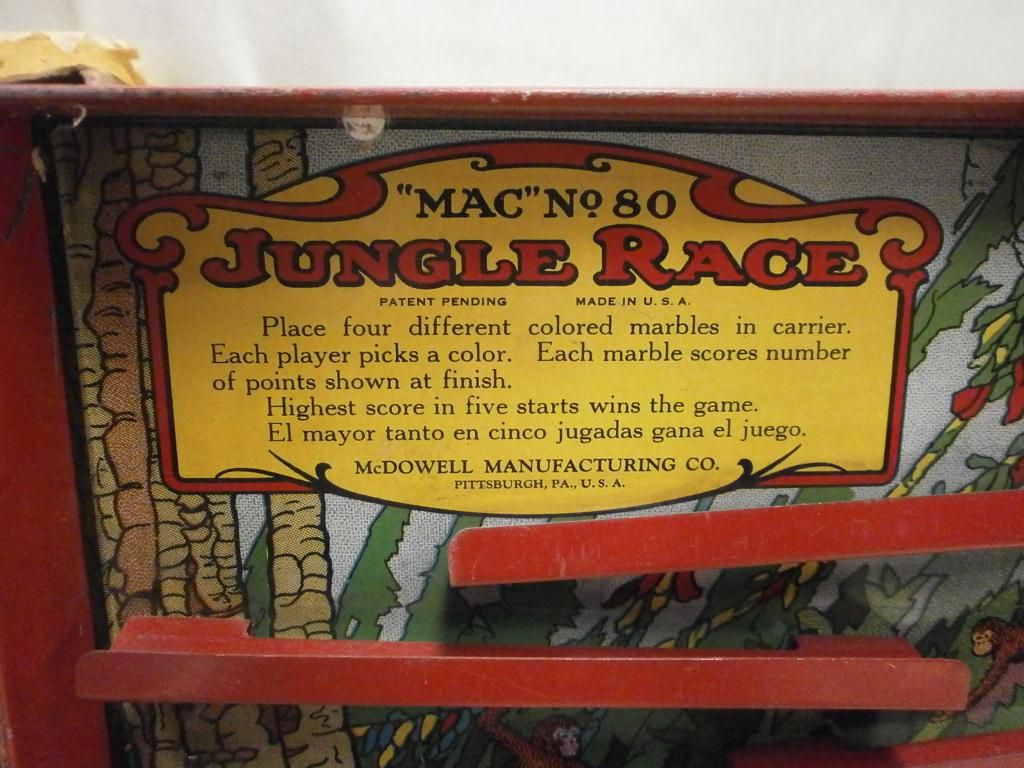 "MAC" Nº 80
JUNGLE RACE
PATENT PENDING MADE IN U. S. A.
Place four different colored marbles in carrier.
Each player picks a color. Each marble scores number
of points shown at finish.
Highest score in five starts wins the game.
El mayor tanto en cinco jugadas gana el juego.
McDOWELL MANUFACTURING CO.
PITTSBURGH, PA., U. S. A.